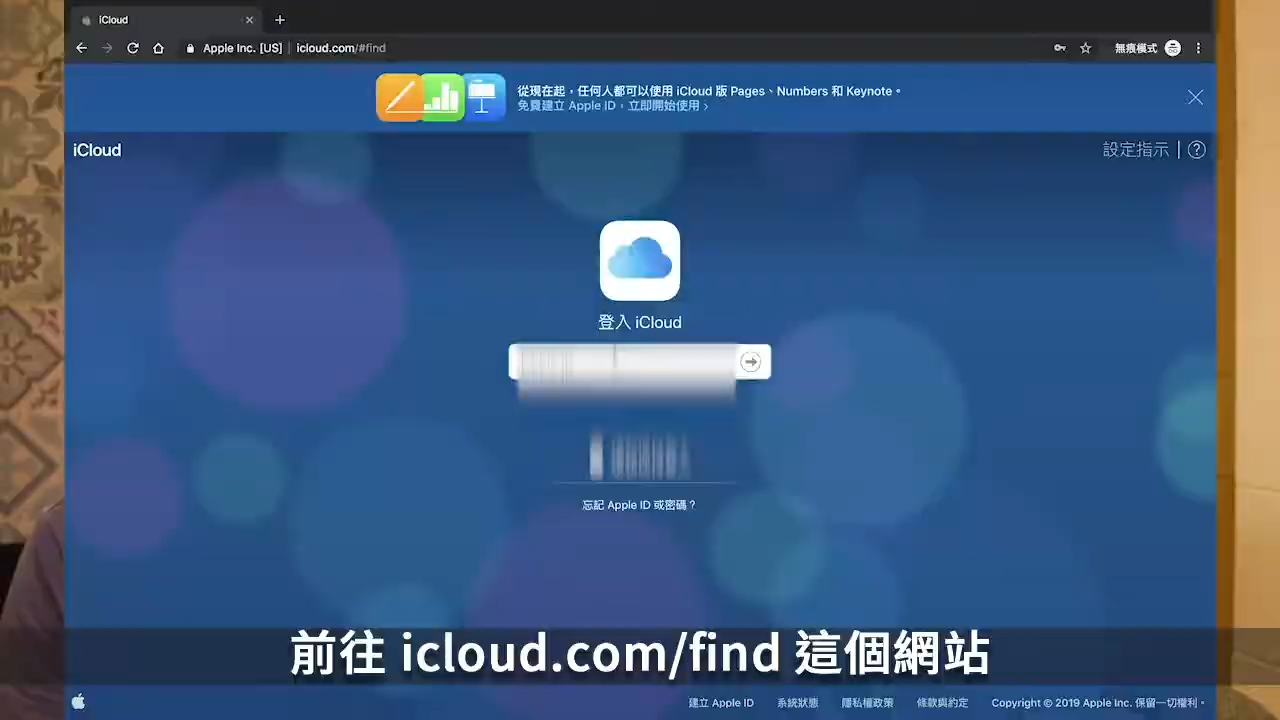 iCloud
Apple Inc. [US] icloud.com/#find
無痕模式
從現在起,任何人都可以使用 iCloud 版 Pages、Numbers 和 Keynote。
免費建立 Apple ID,立即開始使用 ›
iCloud
設定指示
登入 iCloud
忘記 Apple ID 或密碼?
前往 icloud.com/find 這個網站
建立 Apple ID 系統狀態 隱私權政策 條款與約定 Copyright © 2019 Apple Inc. 保留一切權利。